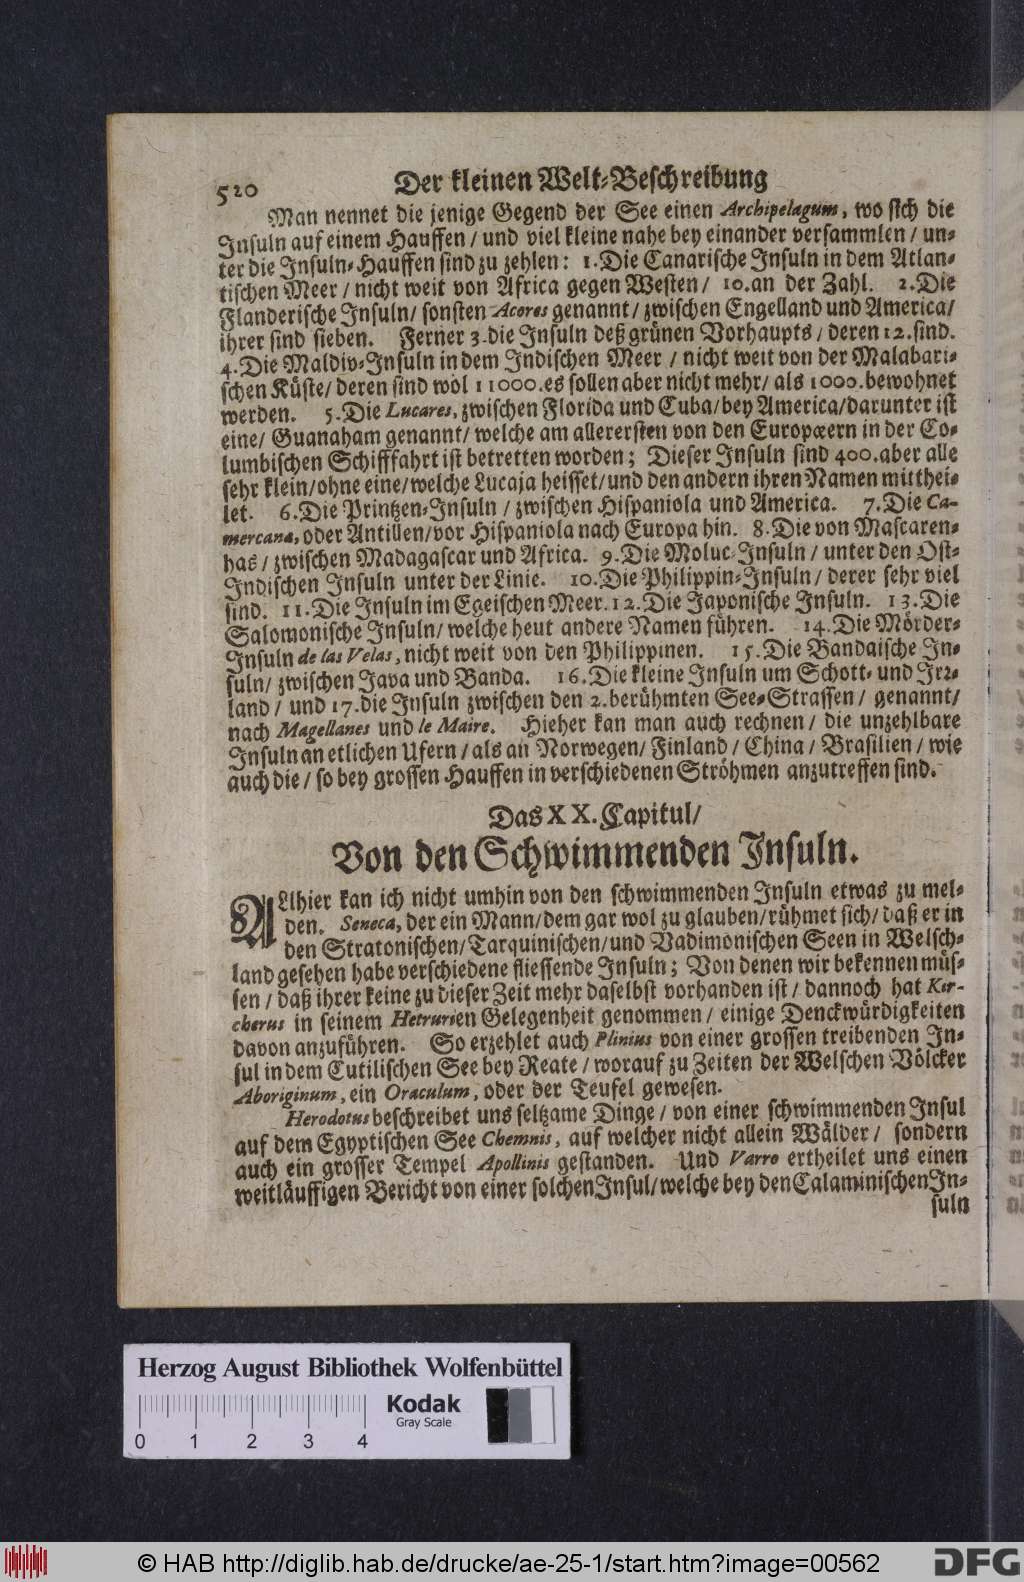 520 Der kleinen Welt-Beschreibung
Man nennet die jenige Gegend der See einen Archipelagum, wo sich die
Insuln auf einem Hauffen / und viel kleine nahe bey einander versammlen / un-
ter die Insuln-Hauffen sind zu zehlen: 1. Die Canarische Insuln in dem Atlan-
tischen Meer / nicht weit von Africa gegen Westen / 10. an der Zahl. 2. Die
Flanderische Insuln / sonsten Acores genannt / zwischen Engelland und America /
ihrer sind sieben. Ferner 3. die Insuln deß grünen Vorhaupts / deren 12. sind.
4. Die Maldiv-Insuln in dem Indischen Meer / nicht weit von der Malabari-
schen Küste / deren sind wol 11000. es sollen aber nicht mehr / als 1000. bewohnet
werden. 5. Die Lucares, zwischen Florida und Cuba / bey America / darunter ist
eine / Guanaham genannt / welche am allerersten von den Europæern in der Co-
lumbischen Schifffahrt ist betretten worden; Dieser Insuln sind 400. aber alle
sehr klein / ohne eine / welche Lucaja heisset / und den andern ihren Namen mitthei-
let. 6. Die Printzen-Insuln / zwischen Hispaniola und America. 7. Die Ca-
mercana, oder Antillen / vor Hispaniola nach Europa hin. 8. Die von Mascaren-
has / zwischen Madagascar und Africa. 9. Die Moluc-Insuln / unter den Ost-
Indischen Insuln unter der Linie. 10. Die Philippin-Insuln / derer sehr viel
sind. 11. Die Insuln im Egeischen Meer. 12. Die Japonische Insuln. 13. Die
Salomonische Insuln / welche heut andere Namen führen. 14. Die Mörder-
Insuln de las Velas, nicht weit von den Philippinen. 15. Die Bandaische In-
suln / zwischen Java und Banda. 16. Die kleine Insuln um Schott- und Irr-
land / und 17. die Insuln zwischen den 2. berühmten See-Strassen / genannt /
nach Magellanes und le Maire. Hieher kan man auch rechnen / die unzehlbare
Insuln an etlichen Ufern / als an Norwegen / Finland / China / Brasilien / wie
auch die / so bey grossen Hauffen in verschiedenen Ströhmen anzutreffen sind.
Das XX. Capitul /
Von den Schwimmenden Insuln.
ALlhier kan ich nicht umhin von den schwimmenden Insuln etwas zu mel-
den. Seneca, der ein Mann / dem gar wol zu glauben / rühmet sich / daß er in
den Stratonischen / Tarquinischen / und Vadimonischen Seen in Welsch-
land gesehen habe verschiedene fliessende Insuln; Von denen wir bekennen müs-
sen / daß ihrer keine zu dieser Zeit mehr daselbst vorhanden ist / dannoch hat Kir-
cherus in seinem Hetrurien Gelegenheit genommen / einige Denckwürdigkeiten
davon anzuführen. So erzehlet auch Plinius von einer grossen treibenden In-
sul in dem Cutilischen See bey Reate / worauf zu Zeiten der Welschen Völcker
Aboriginum, ein Oraculum, oder der Teufel gewesen.
Herodotus beschreibet uns seltzame Dinge / von einer schwimmenden Insul
auf dem Egyptischen See Chemnis, auf welcher nicht allein Wälder / sondern
auch ein grosser Tempel Apollinis gestanden. Und Varro ertheilet uns einen
weitläuffigen Bericht von einer solchen Insul / welche bey den Calaminischen In-
suln
Herzog August Bibliothek Wolfenbüttel
Kodak
Gray Scale
0 1 2 3 4
© HAB http://diglib.hab.de/drucke/ae-25-1/start.htm?image=00562
DFG